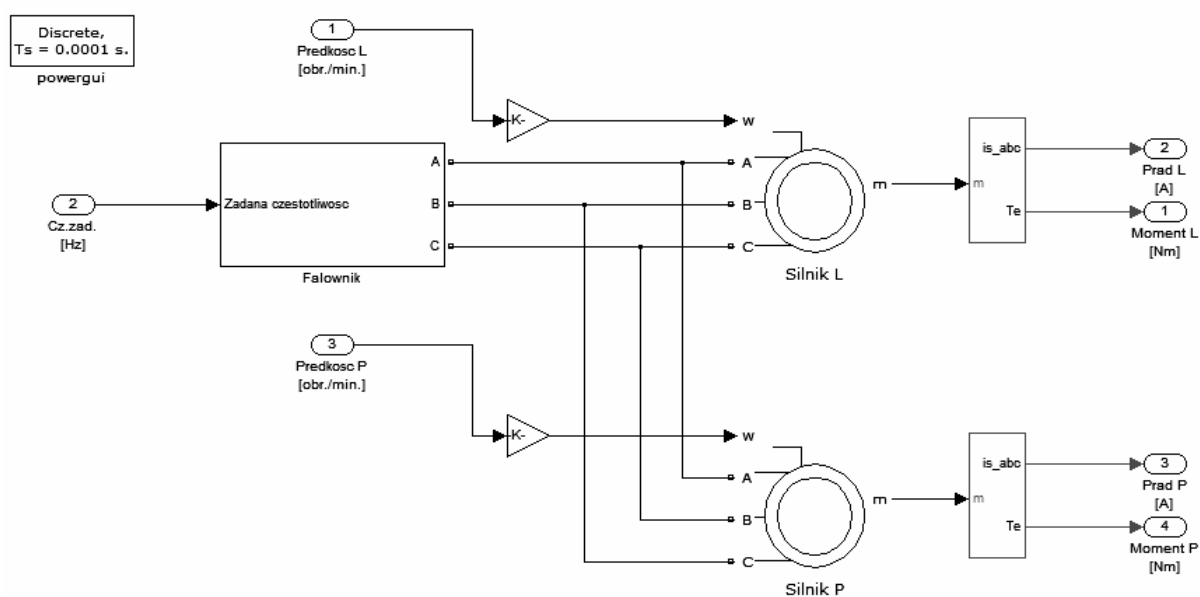 Discrete,
Ts = 0.0001 s.
powergui
1
Predkosc L
[obr./min.]
-K-
w
A
B
C
Zadana czestotliwosc
Falownik
2
Cz.zad.
[Hz]
A
B
C
m
Silnik L
m
is_abc
Te
2
Prad L
[A]
1
Moment L
[Nm]
3
Predkosc P
[obr./min.]
-K-
w
A
B
C
m
Silnik P
m
is_abc
Te
3
Prad P
[A]
4
Moment P
[Nm]